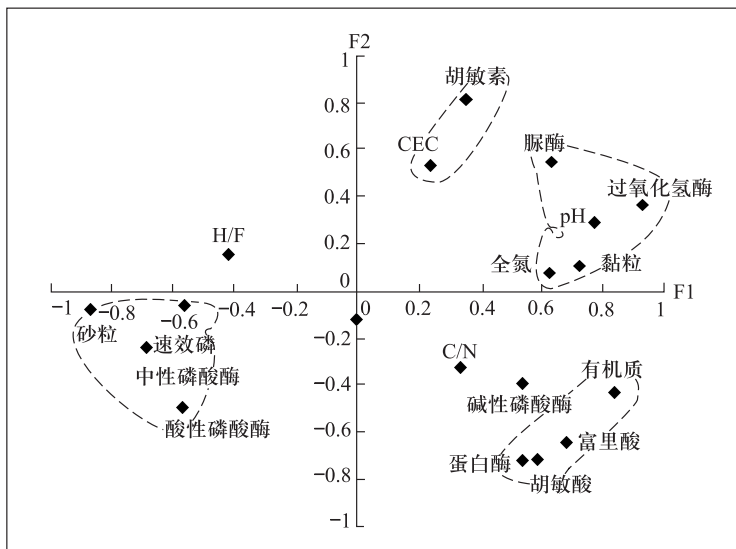 F2
1
胡敏素
0.8
CEC
0.6
脲酶
过氧化氢酶
0.4
pH
H/F
0.2
全氮
黏粒
0
F1
−1
−0.8
−0.6
−0.4
0
0.2
0.4
0.6
0.8
1
砂粒
速效磷
−0.2
中性磷酸酶
C/N
有机质
−0.4
碱性磷酸酶
酸性磷酸酶
富里酸
−0.6
蛋白酶
胡敏酸
−0.8
−1